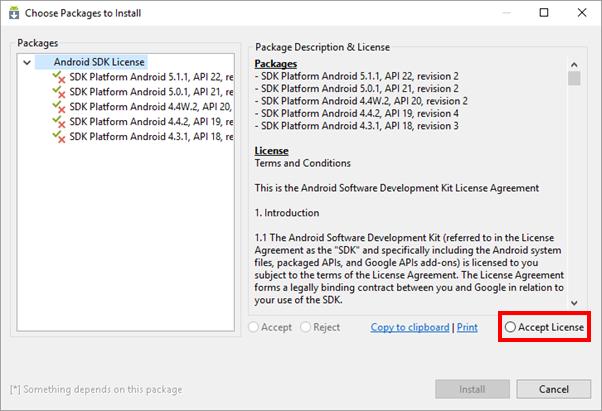 Choose Packages to Install
Packages
Android SDK License
SDK Platform Android 5.1.1, API 22, re
SDK Platform Android 5.0.1, API 21, re
SDK Platform Android 4.4W.2, API 20,
SDK Platform Android 4.4.2, API 19, re
SDK Platform Android 4.3.1, API 18, re
Package Description & License
Packages
- SDK Platform Android 5.1.1, API 22, revision 2
- SDK Platform Android 5.0.1, API 21, revision 2
- SDK Platform Android 4.4W.2, API 20, revision 2
- SDK Platform Android 4.4.2, API 19, revision 4
- SDK Platform Android 4.3.1, API 18, revision 3
License
Terms and Conditions
This is the Android Software Development Kit License Agreement
1. Introduction
1.1 The Android Software Development Kit (referred to in the License
Agreement as the "SDK" and specifically including the Android system
files, packaged APIs, and Google APIs add-ons) is licensed to you
subject to the terms of the License Agreement. The License Agreement
forms a legally binding contract between you and Google in relation to
your use of the SDK.
Accept Reject Copy to clipboard | Print Accept License
[*] Something depends on this package
Install Cancel